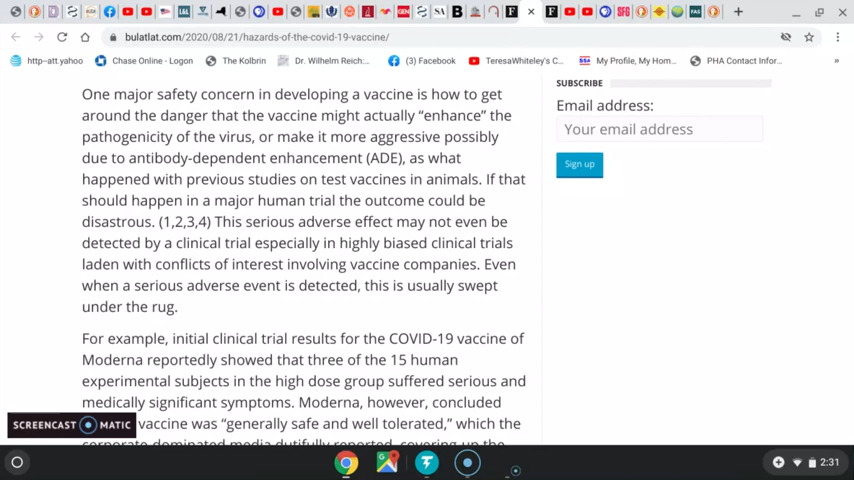 bulatlat.com/2020/08/21/hazards-of-the-covid-19-vaccine/
http--att.yahoo
Chase Online - Logon
The Kolbrin
Dr. Wilhelm Reich:...
(3) Facebook
TeresaWhiteley's C...
My Profile, My Hom...
PHA Contact Infor...
»
One major safety concern in developing a vaccine is how to get
around the danger that the vaccine might actually “enhance” the
pathogenicity of the virus, or make it more aggressive possibly
due to antibody-dependent enhancement (ADE), as what
happened with previous studies on test vaccines in animals. If that
should happen in a major human trial the outcome could be
disastrous. (1,2,3,4) This serious adverse effect may not even be
detected by a clinical trial especially in highly biased clinical trials
laden with conflicts of interest involving vaccine companies. Even
when a serious adverse event is detected, this is usually swept
under the rug.
For example, initial clinical trial results for the COVID-19 vaccine of
Moderna reportedly showed that three of the 15 human
experimental subjects in the high dose group suffered serious and
medically significant symptoms. Moderna, however, concluded
vaccine was “generally safe and well tolerated,” which the
corporate-dominated media dutifully reported, covering-up the
SUBSCRIBE
Email address:
Your email address
Sign up
SCREENCAST MATIC
2:31